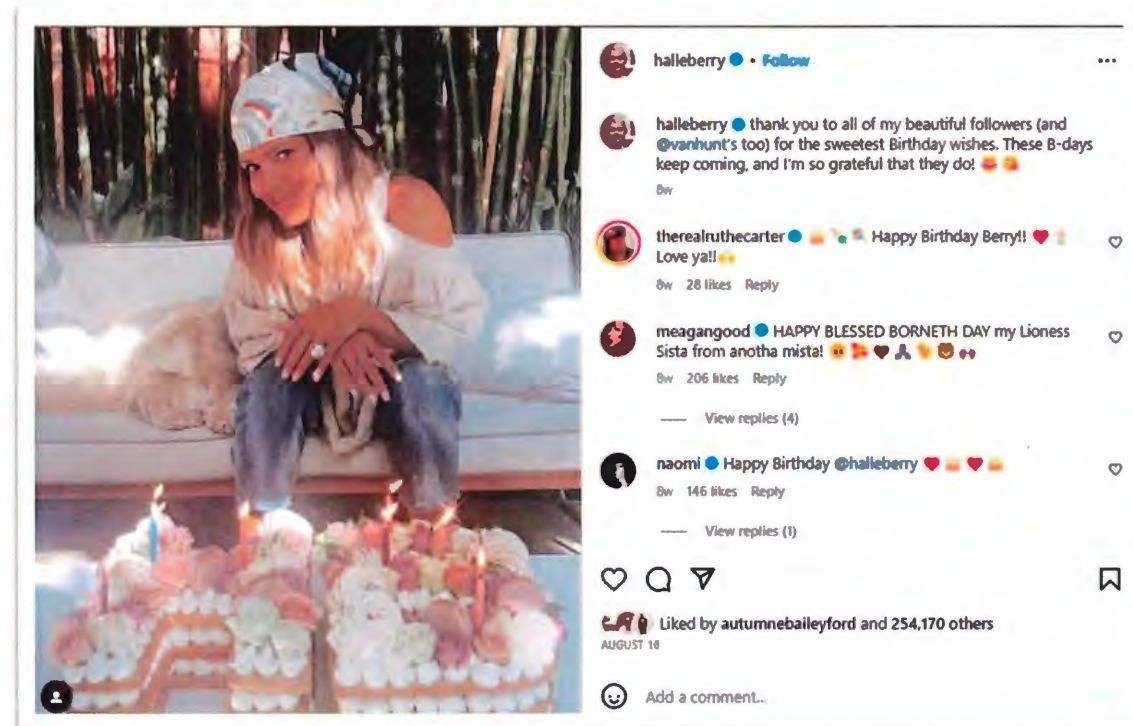 halleberry • Follow
halleberry thank you to all of my beautiful followers (and
@vanhunt's too) for the sweetest Birthday wishes. These B-days
keep coming, and I'm so grateful that they do!
8w
therealruthecarter Happy Birthday Berry!!
Love ya!!
8w 28 likes Reply
meagangood HAPPY BLESSED BORNETH DAY my Lioness
Sista from anotha mista!
8w 206 likes Reply
View replies (4)
naomi Happy Birthday @halleberry
8w 146 likes Reply
View replies (1)
Liked by autumnebaileyford and 254,170 others
AUGUST 16
Add a comment...